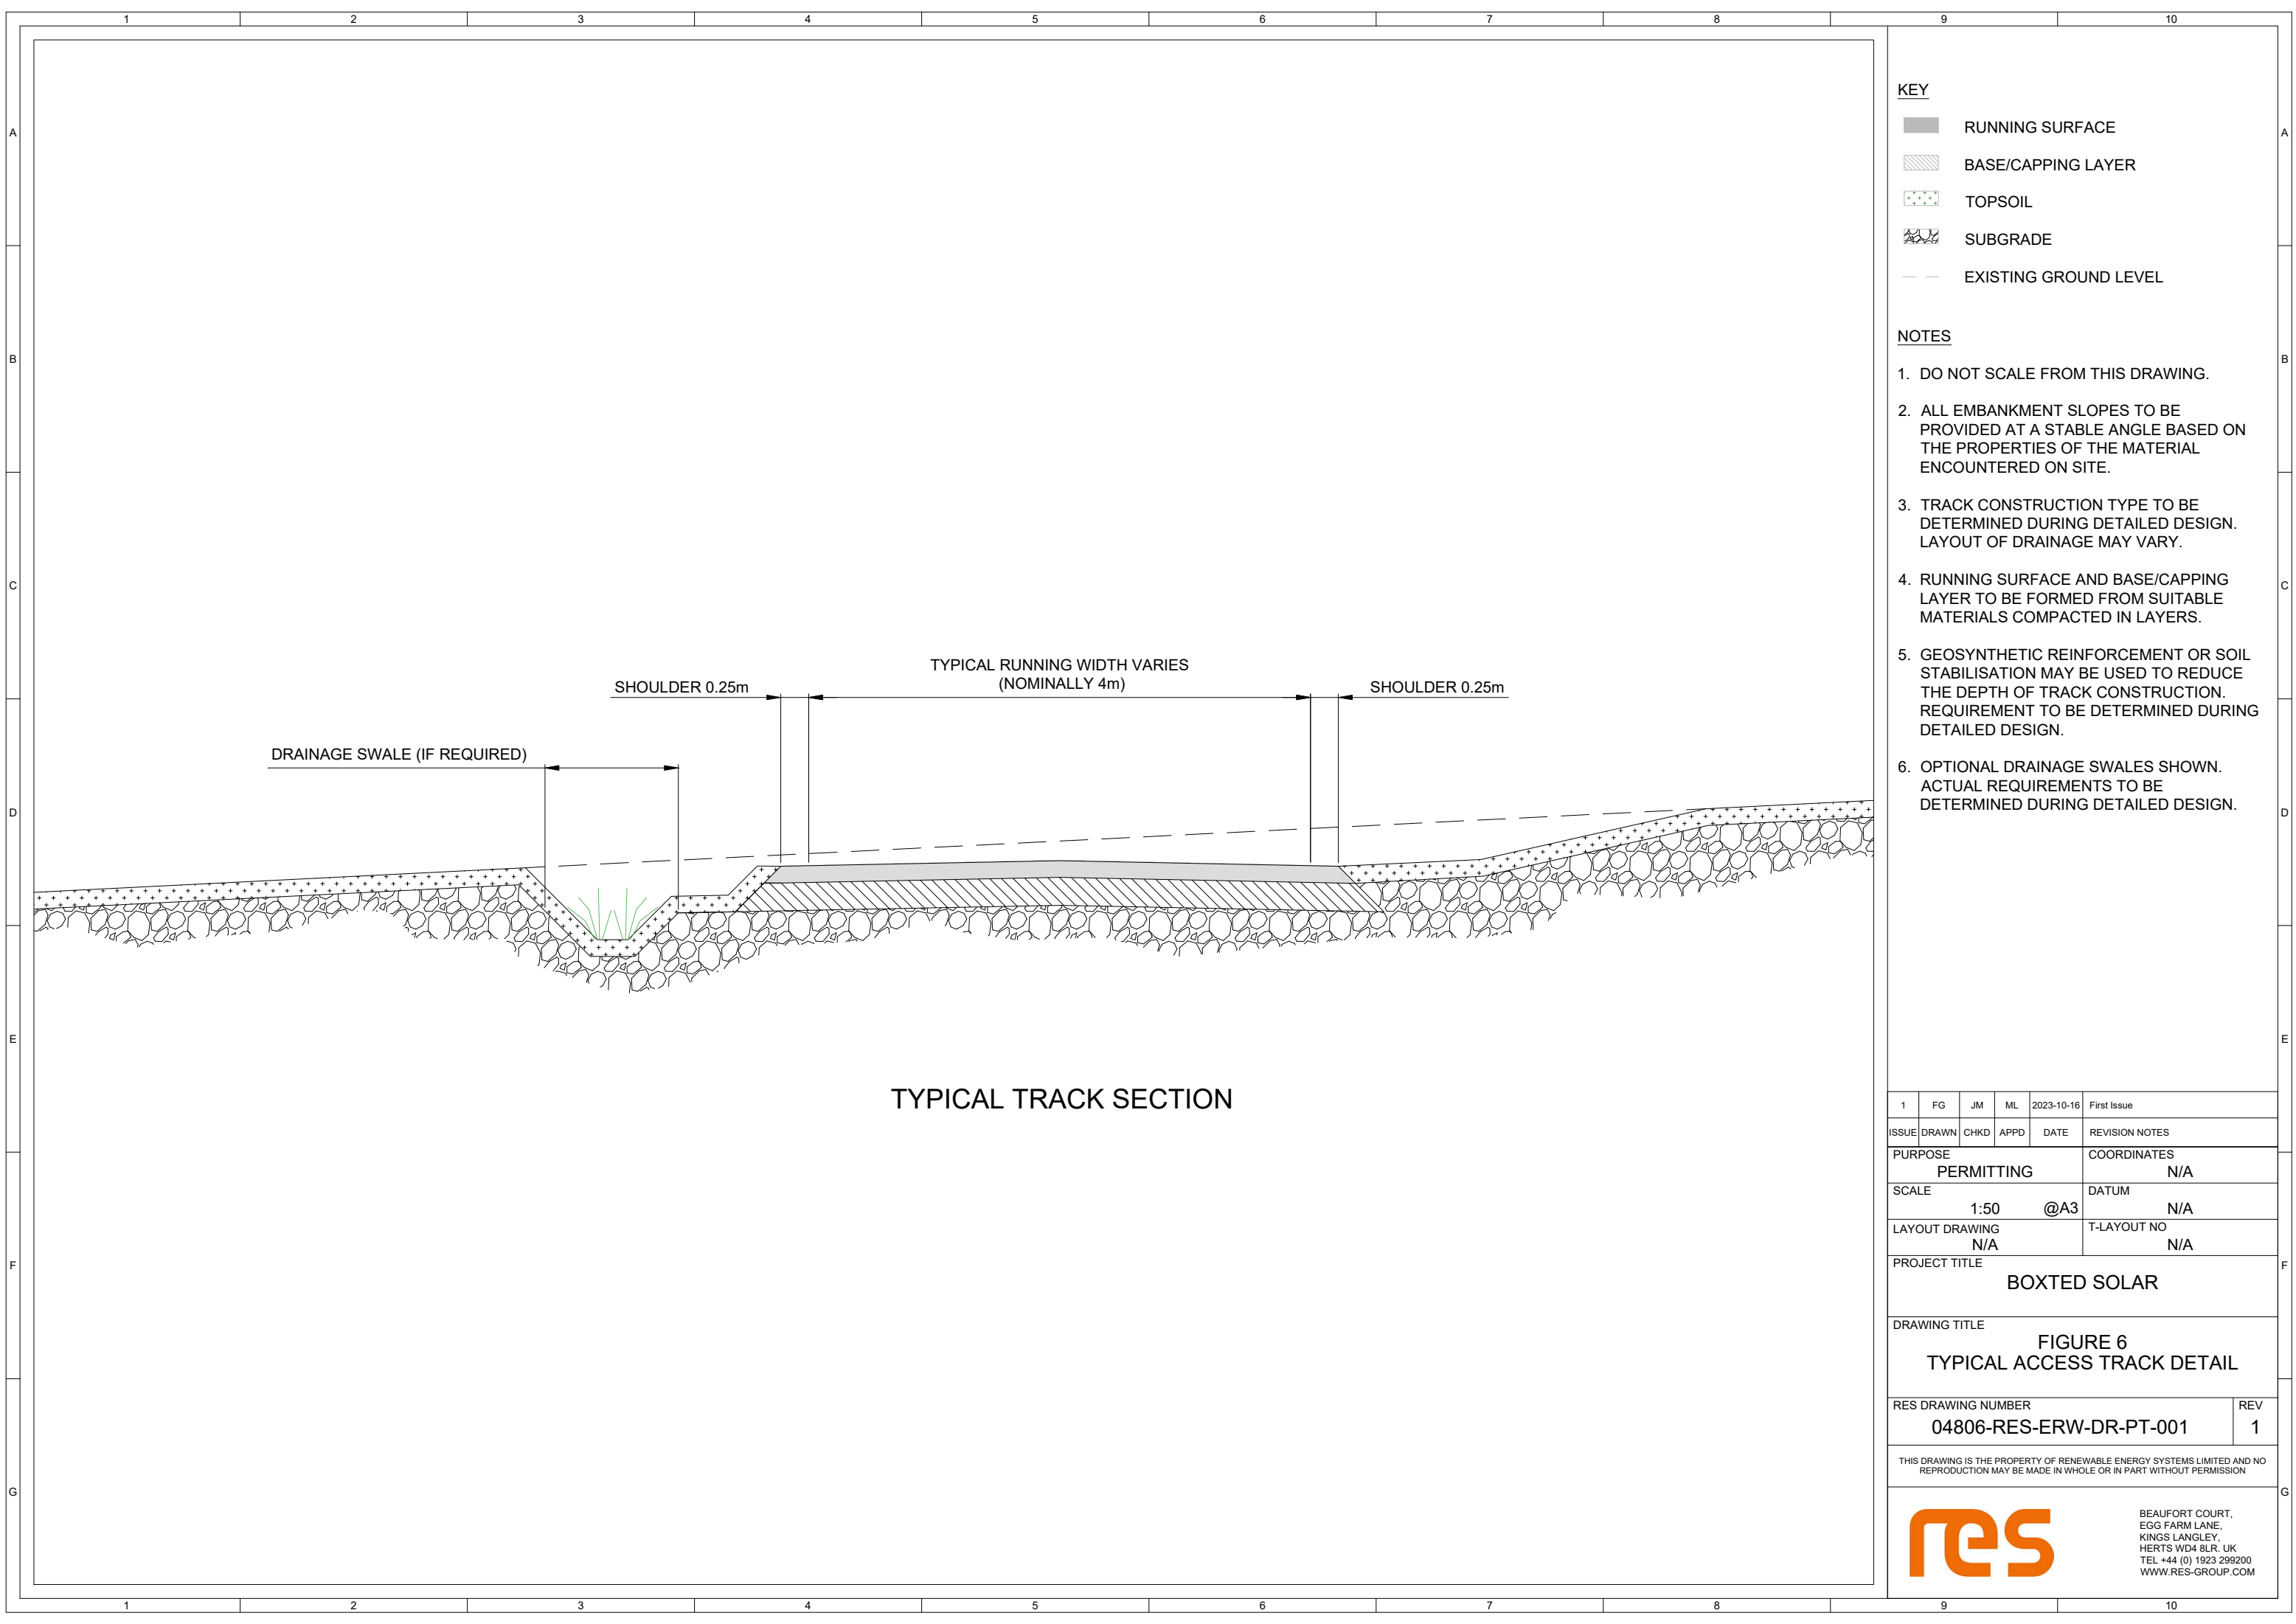 1 2 3 4 5 6 7 8 9 10
A
B
C
D
E
F
G
A
B
C
D
E
F
G
TYPICAL RUNNING WIDTH VARIES
(NOMINALLY 4m)
SHOULDER 0.25m
SHOULDER 0.25m
DRAINAGE SWALE (IF REQUIRED)
TYPICAL TRACK SECTION
KEY
RUNNING SURFACE
BASE/CAPPING LAYER
TOPSOIL
SUBGRADE
EXISTING GROUND LEVEL
NOTES
1. DO NOT SCALE FROM THIS DRAWING.
2. ALL EMBANKMENT SLOPES TO BE
PROVIDED AT A STABLE ANGLE BASED ON
THE PROPERTIES OF THE MATERIAL
ENCOUNTERED ON SITE.
3. TRACK CONSTRUCTION TYPE TO BE
DETERMINED DURING DETAILED DESIGN.
LAYOUT OF DRAINAGE MAY VARY.
4. RUNNING SURFACE AND BASE/CAPPING
LAYER TO BE FORMED FROM SUITABLE
MATERIALS COMPACTED IN LAYERS.
5. GEOSYNTHETIC REINFORCEMENT OR SOIL
STABILISATION MAY BE USED TO REDUCE
THE DEPTH OF TRACK CONSTRUCTION.
REQUIREMENT TO BE DETERMINED DURING
DETAILED DESIGN.
6. OPTIONAL DRAINAGE SWALES SHOWN.
ACTUAL REQUIREMENTS TO BE
DETERMINED DURING DETAILED DESIGN.
1 FG JM ML 2023-10-16 First Issue
ISSUE DRAWN CHKD APPD DATE REVISION NOTES
PURPOSE COORDINATES
PERMITTING N/A
SCALE DATUM
1:50 @A3 N/A
LAYOUT DRAWING T-LAYOUT NO
N/A N/A
PROJECT TITLE
BOXTED SOLAR
DRAWING TITLE
FIGURE 6
TYPICAL ACCESS TRACK DETAIL
RES DRAWING NUMBER REV
04806-RES-ERW-DR-PT-001 1
THIS DRAWING IS THE PROPERTY OF RENEWABLE ENERGY SYSTEMS LIMITED AND NO
REPRODUCTION MAY BE MADE IN WHOLE OR IN PART WITHOUT PERMISSION
res
BEAUFORT COURT,
EGG FARM LANE,
KINGS LANGLEY,
HERTS WD4 8LR. UK
TEL +44 (0) 1923 299200
WWW.RES-GROUP.COM
1 2 3 4 5 6 7 8 9 10